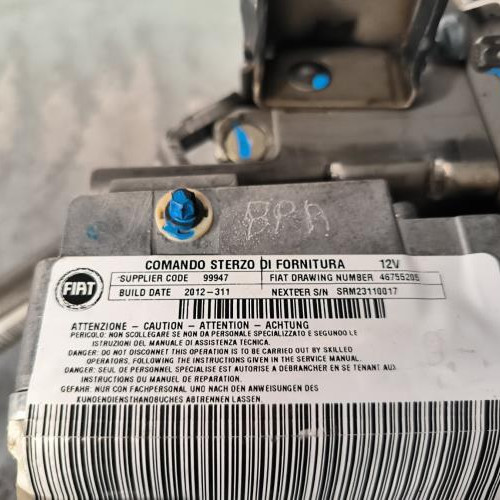 BPA
COMANDO STERZO DI FORNITURA 12V
FIAT
SUPPLIER CODE 99947 FIAT DRAWING NUMBER 46755205
BUILD DATE 2012-311 NEXTEER S/N SRM23110017
ATTENZIONE - CAUTION - ATTENTION - ACHTUNG
PERICOLO: NON SCOLLEGARE SE NON DA PERSONALE SPECIALIZZATO E SEGUNDO LE
ISTRUZIONI DEL MANUALE DI ASSISTENZA TECNICA.
DANGER: DO NOT DISCONNECT THIS OPERATION IS TO BE CARRIED OUT BY SKILLED
OPERATORS, FOLLOWING THE INSTRUCTIONS GIVEN IN THE SERVICE MANUAL.
DANGER: SEUL DE PERSONNEL SPECIALISE EST AUTORISE A DEBRANCHER EN SE TENANT AUX
INSTRUCTIONS DU MANUEL DE REPARATION.
GEFAHR: NUR CON FACHPERSONAL UND NACH DEN ANWEISUNGEN DES
KUNDENDIENSTHANDBUCHES ABTRENNEN LASSEN.